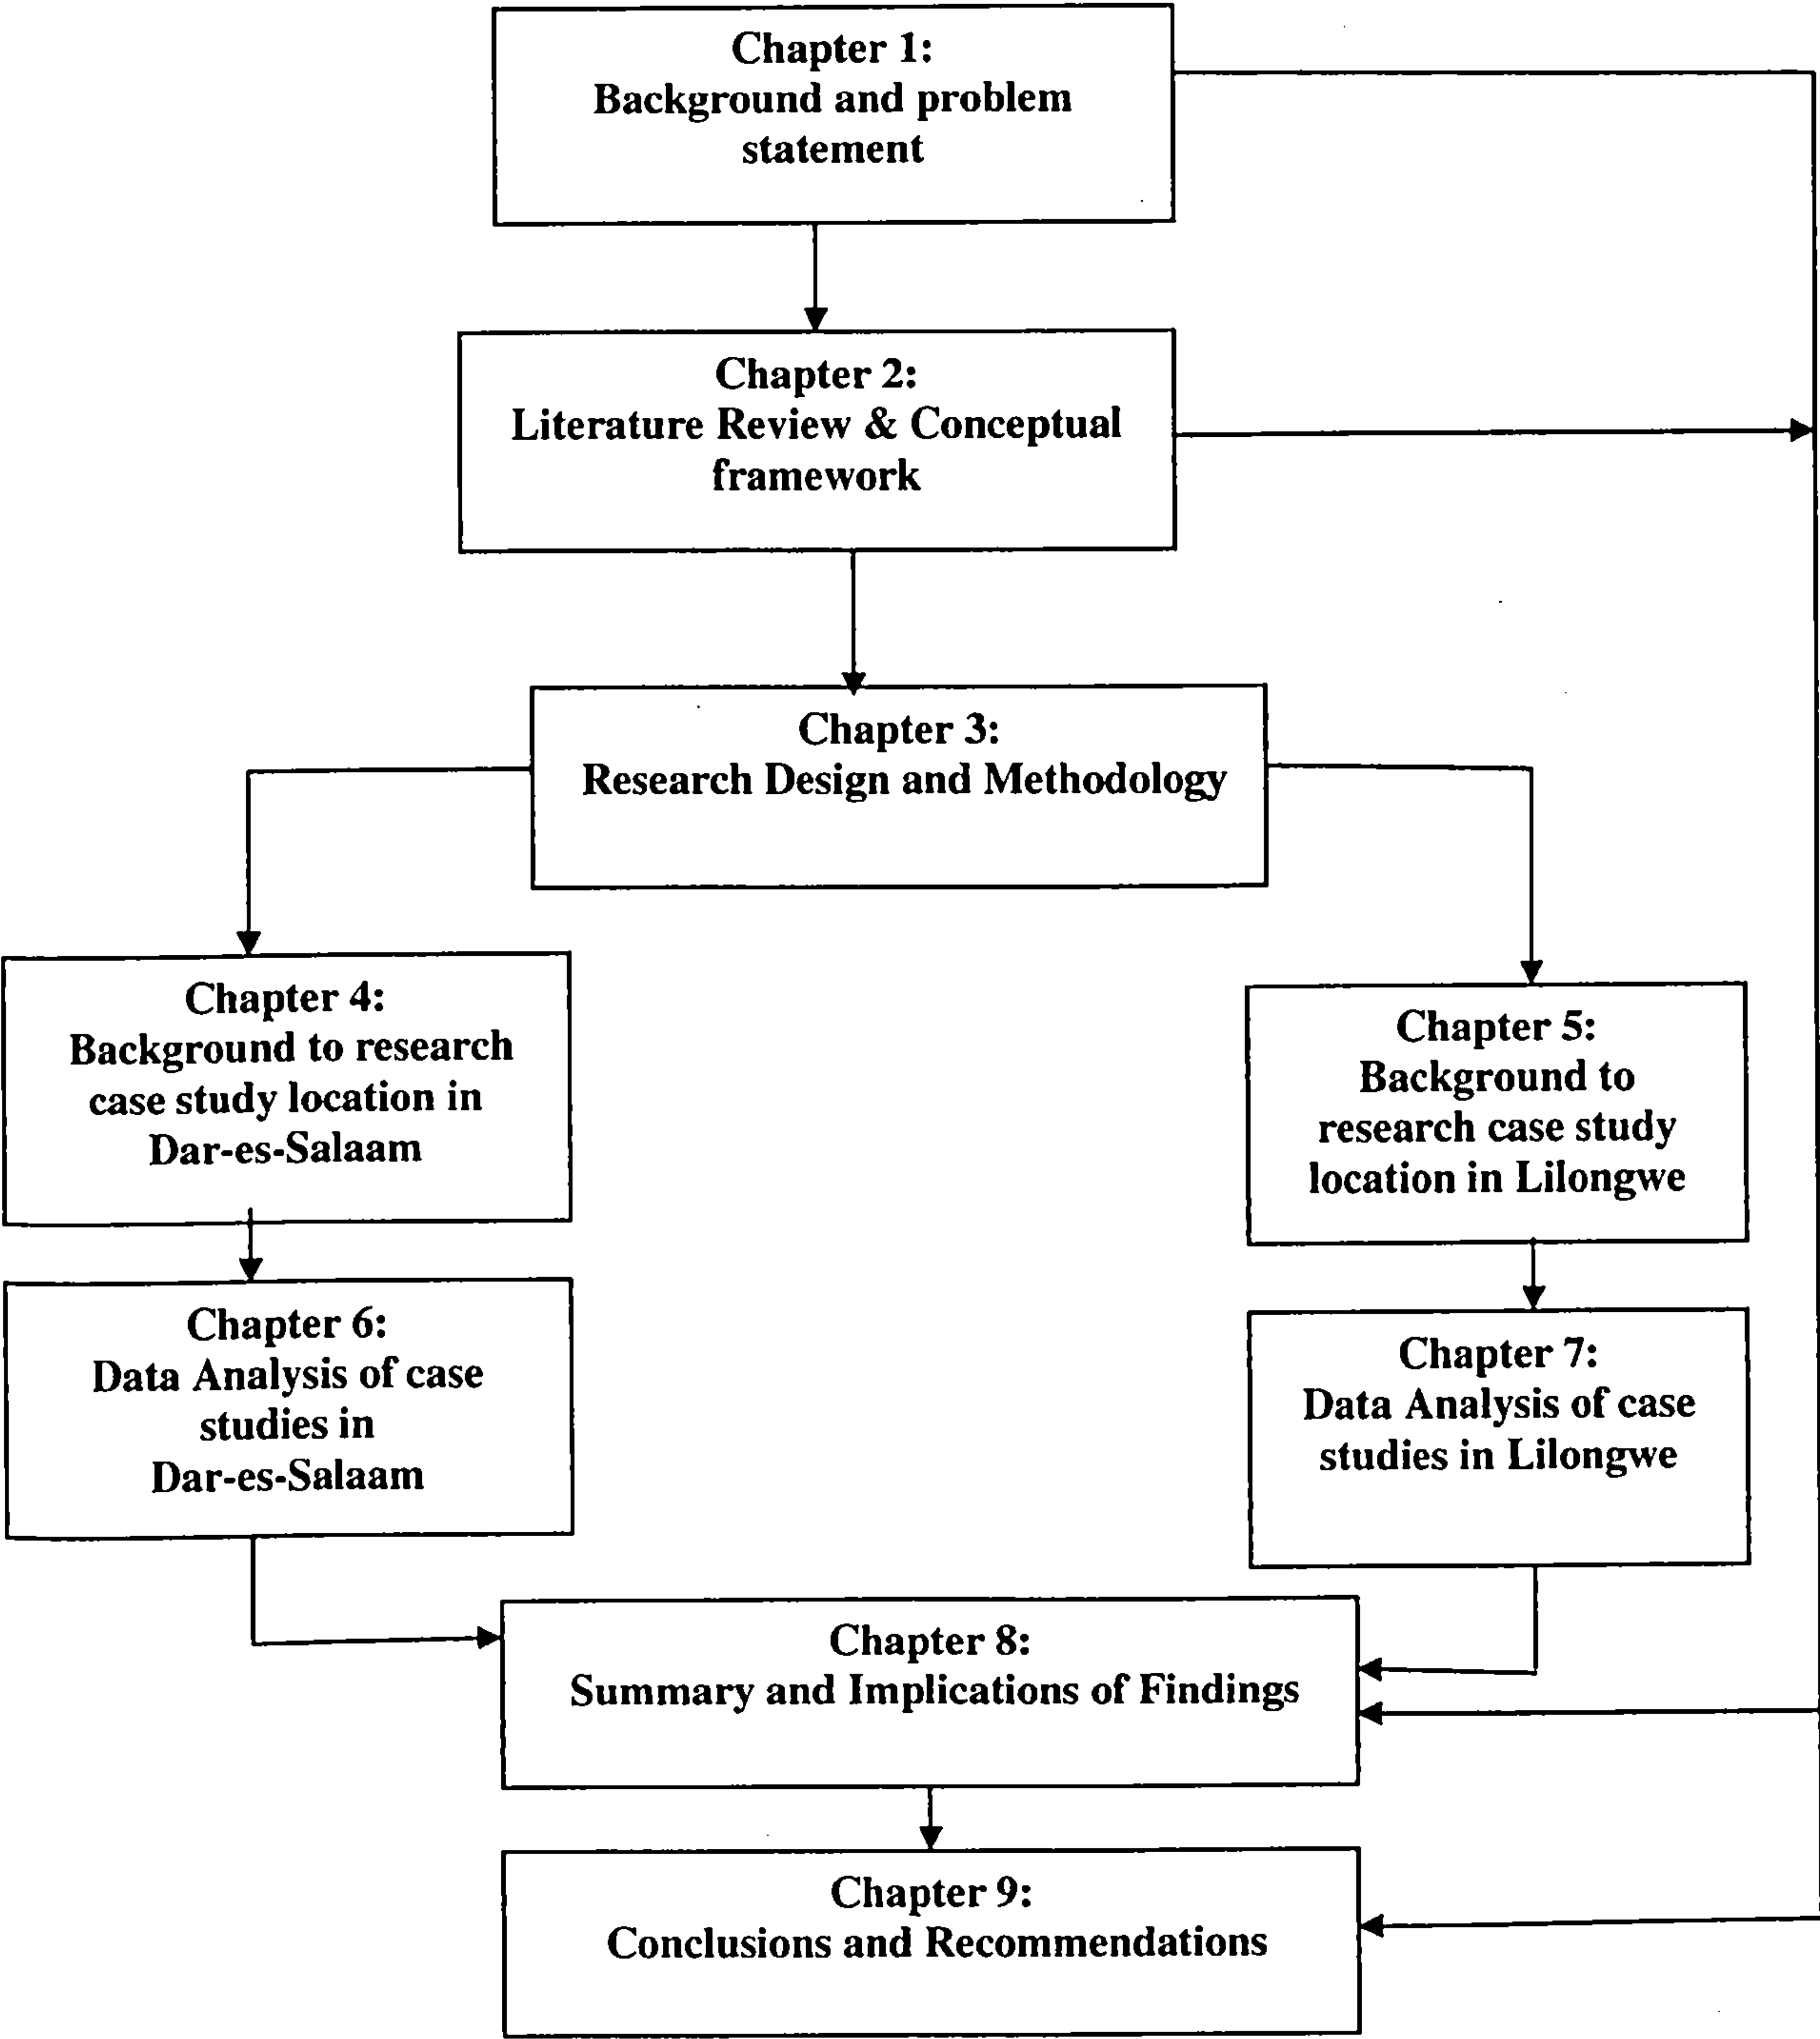 Chapter 1:
Background and problem
statement
Chapter 2:
Literature Review & Conceptual
framework
Chapter 3:
Research Design and Methodology
Chapter 4:
Background to research
case study location in
Dar-es-Salaam
Chapter 5:
Background to
research case study
location in Lilongwe
Chapter 6:
Data Analysis of case
studies in
Dar-es-Salaam
Chapter 7:
Data Analysis of case
studies in Lilongwe
Chapter 8:
Summary and Implications of Findings
Chapter 9:
Conclusions and Recommendations